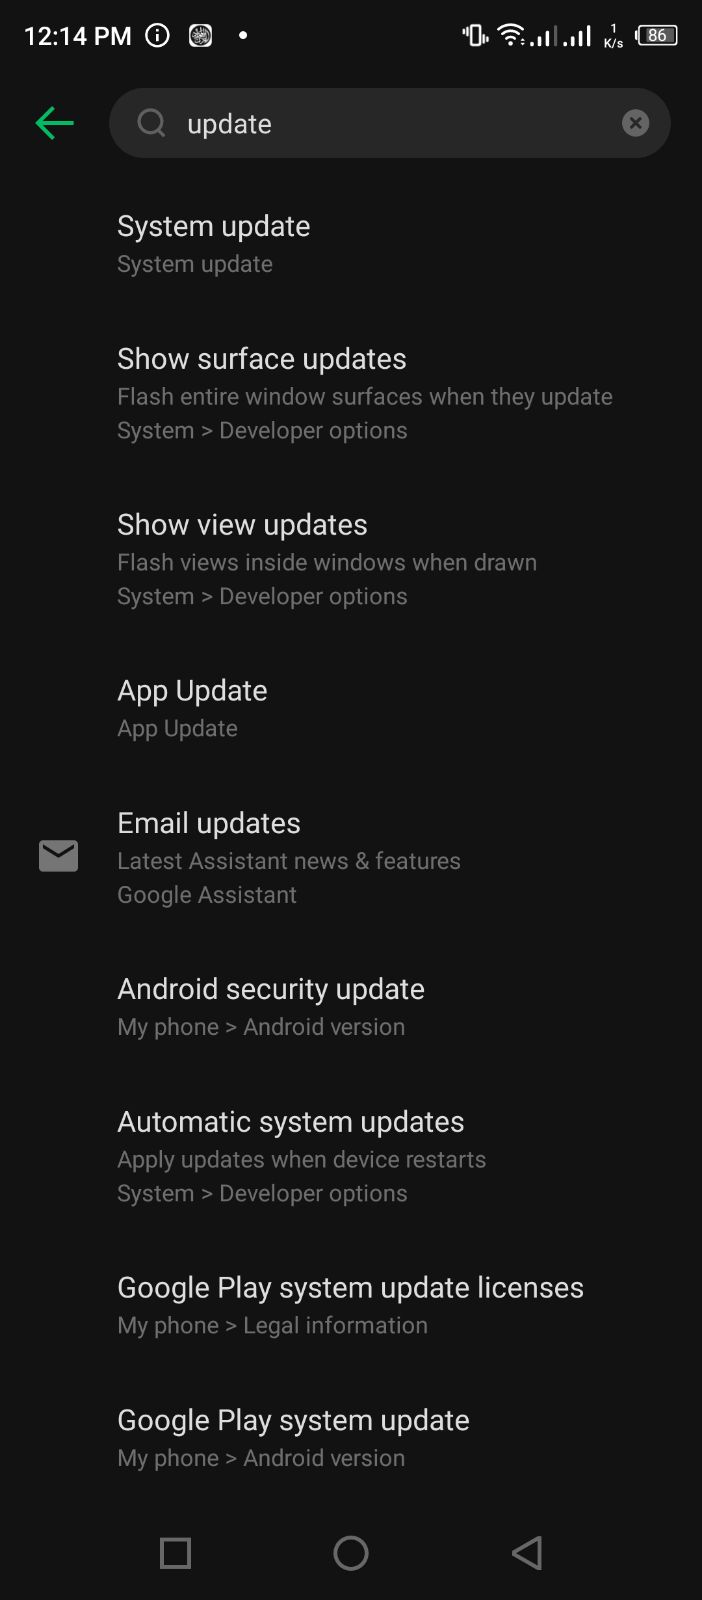 12:14 PM 1 K/s 86
update
System update
System update
Show surface updates
Flash entire window surfaces when they update
System > Developer options
Show view updates
Flash views inside windows when drawn
System > Developer options
App Update
App Update
Email updates
Latest Assistant news & features
Google Assistant
Android security update
My phone > Android version
Automatic system updates
Apply updates when device restarts
System > Developer options
Google Play system update licenses
My phone > Legal information
Google Play system update
My phone > Android version